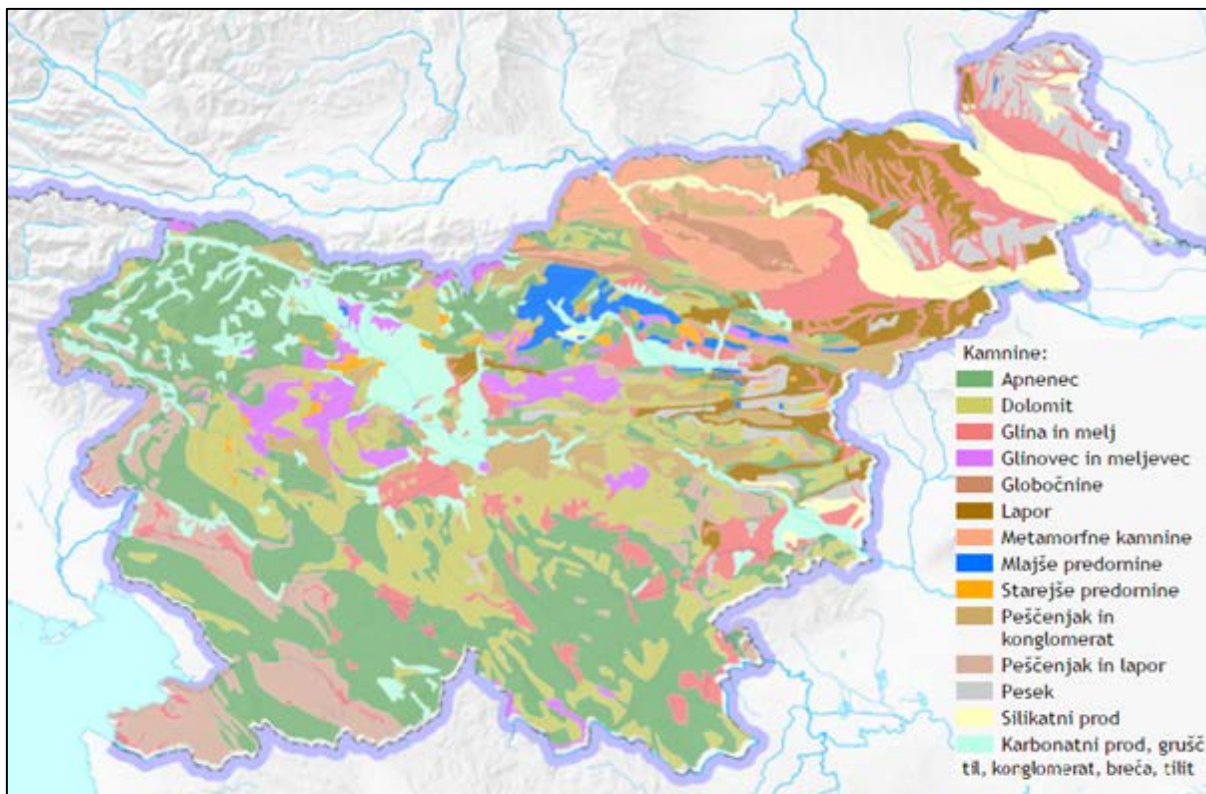 Kamnine:
Apnenec
Dolomit
Glina in melj
Glinovec in meljevec
Globočnine
Lapor
Metamorfne kamnine
Mlajše predornine
Starejše predornine
Peščenjak in
konglomerat
Peščenjak in lapor
Pesek
Silikatni prod
Karbonatni prod, grušč
til, konglomerat, breča, tilit